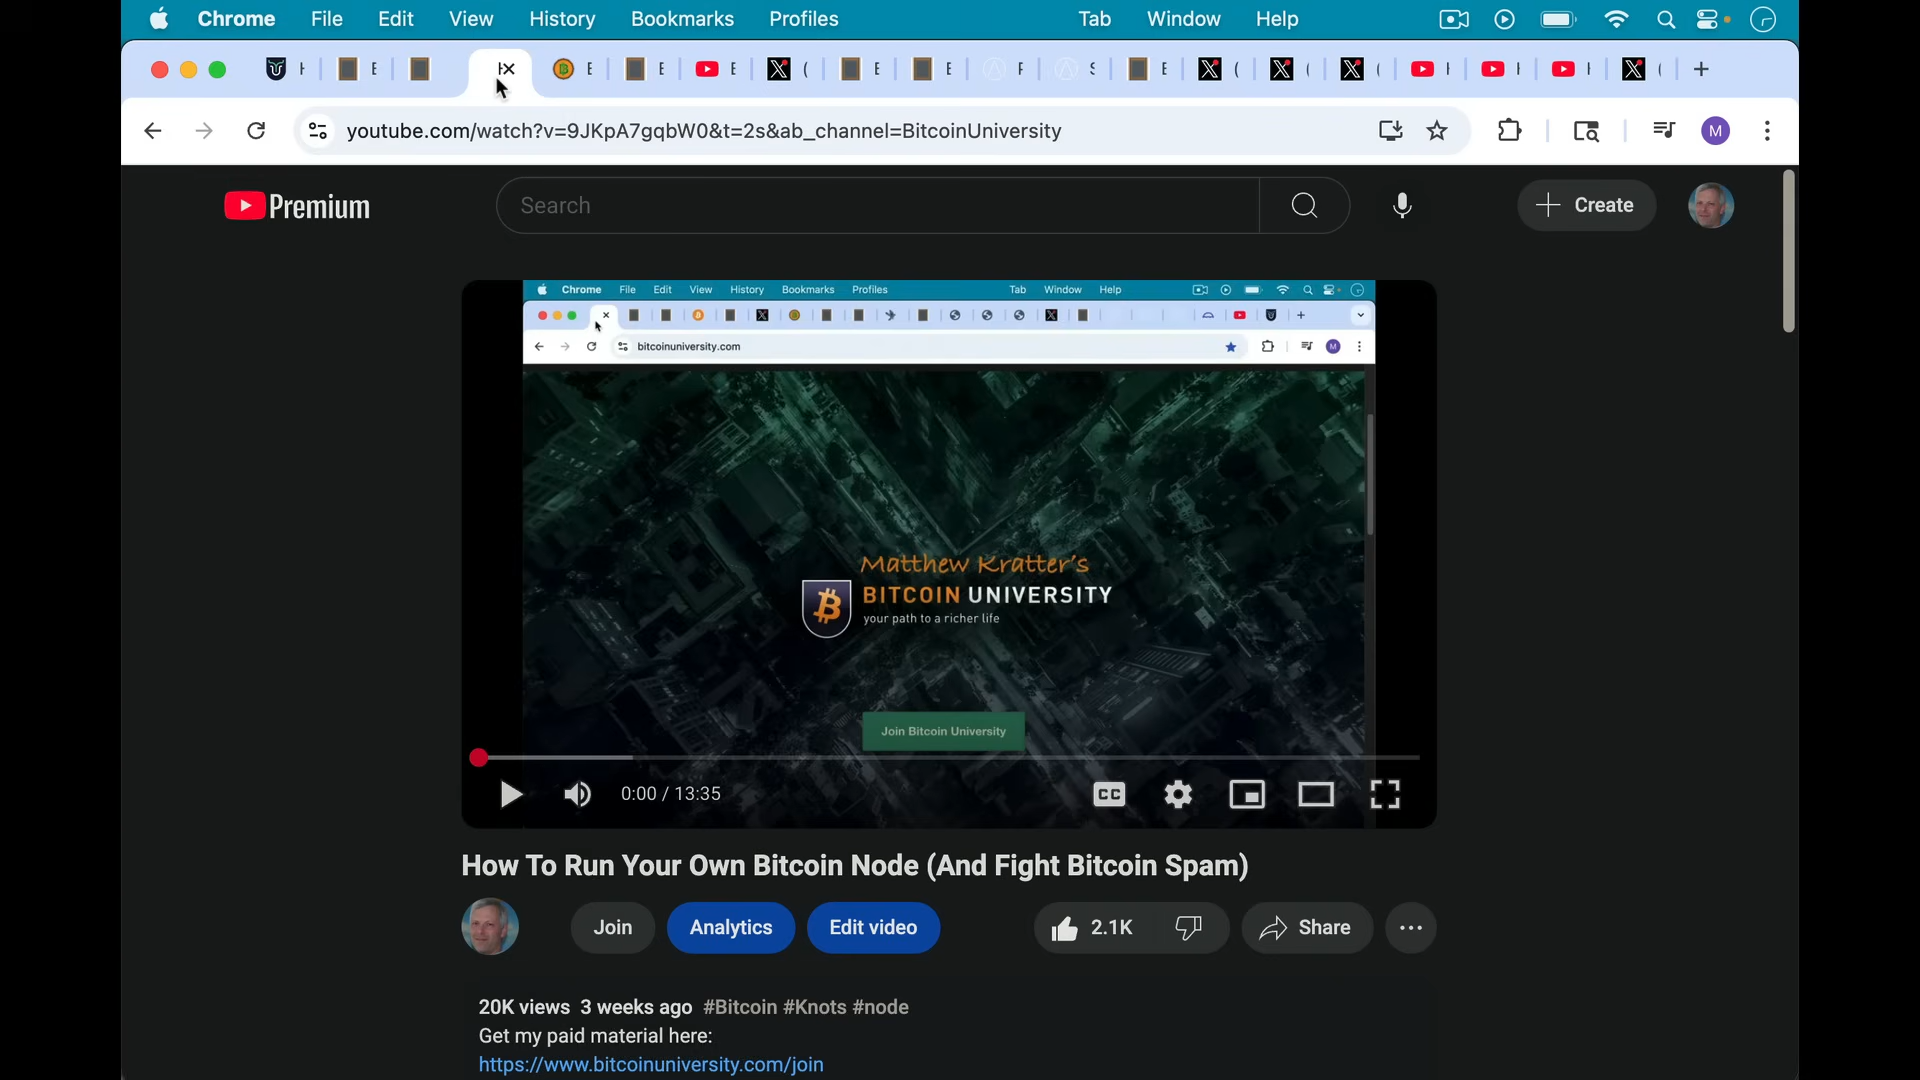 Chrome File Edit View History Bookmarks Profiles Tab Window Help
youtube.com/watch?v=9JKpA7gqbW0&t=2s&ab_channel=BitcoinUniversity
M
Premium
Search
Create
Chrome File Edit View History Bookmarks Profiles Tab Window Help
bitcoinuniversity.com
M
Matthew Kratter's
BITCOIN UNIVERSITY
your path to a richer life
Join Bitcoin University
0:00 / 13:35
CC
How To Run Your Own Bitcoin Node (And Fight Bitcoin Spam)
Join
Analytics
Edit video
2.1K
Share
20K views 3 weeks ago #Bitcoin #Knots #node
Get my paid material here:
https://www.bitcoinuniversity.com/join